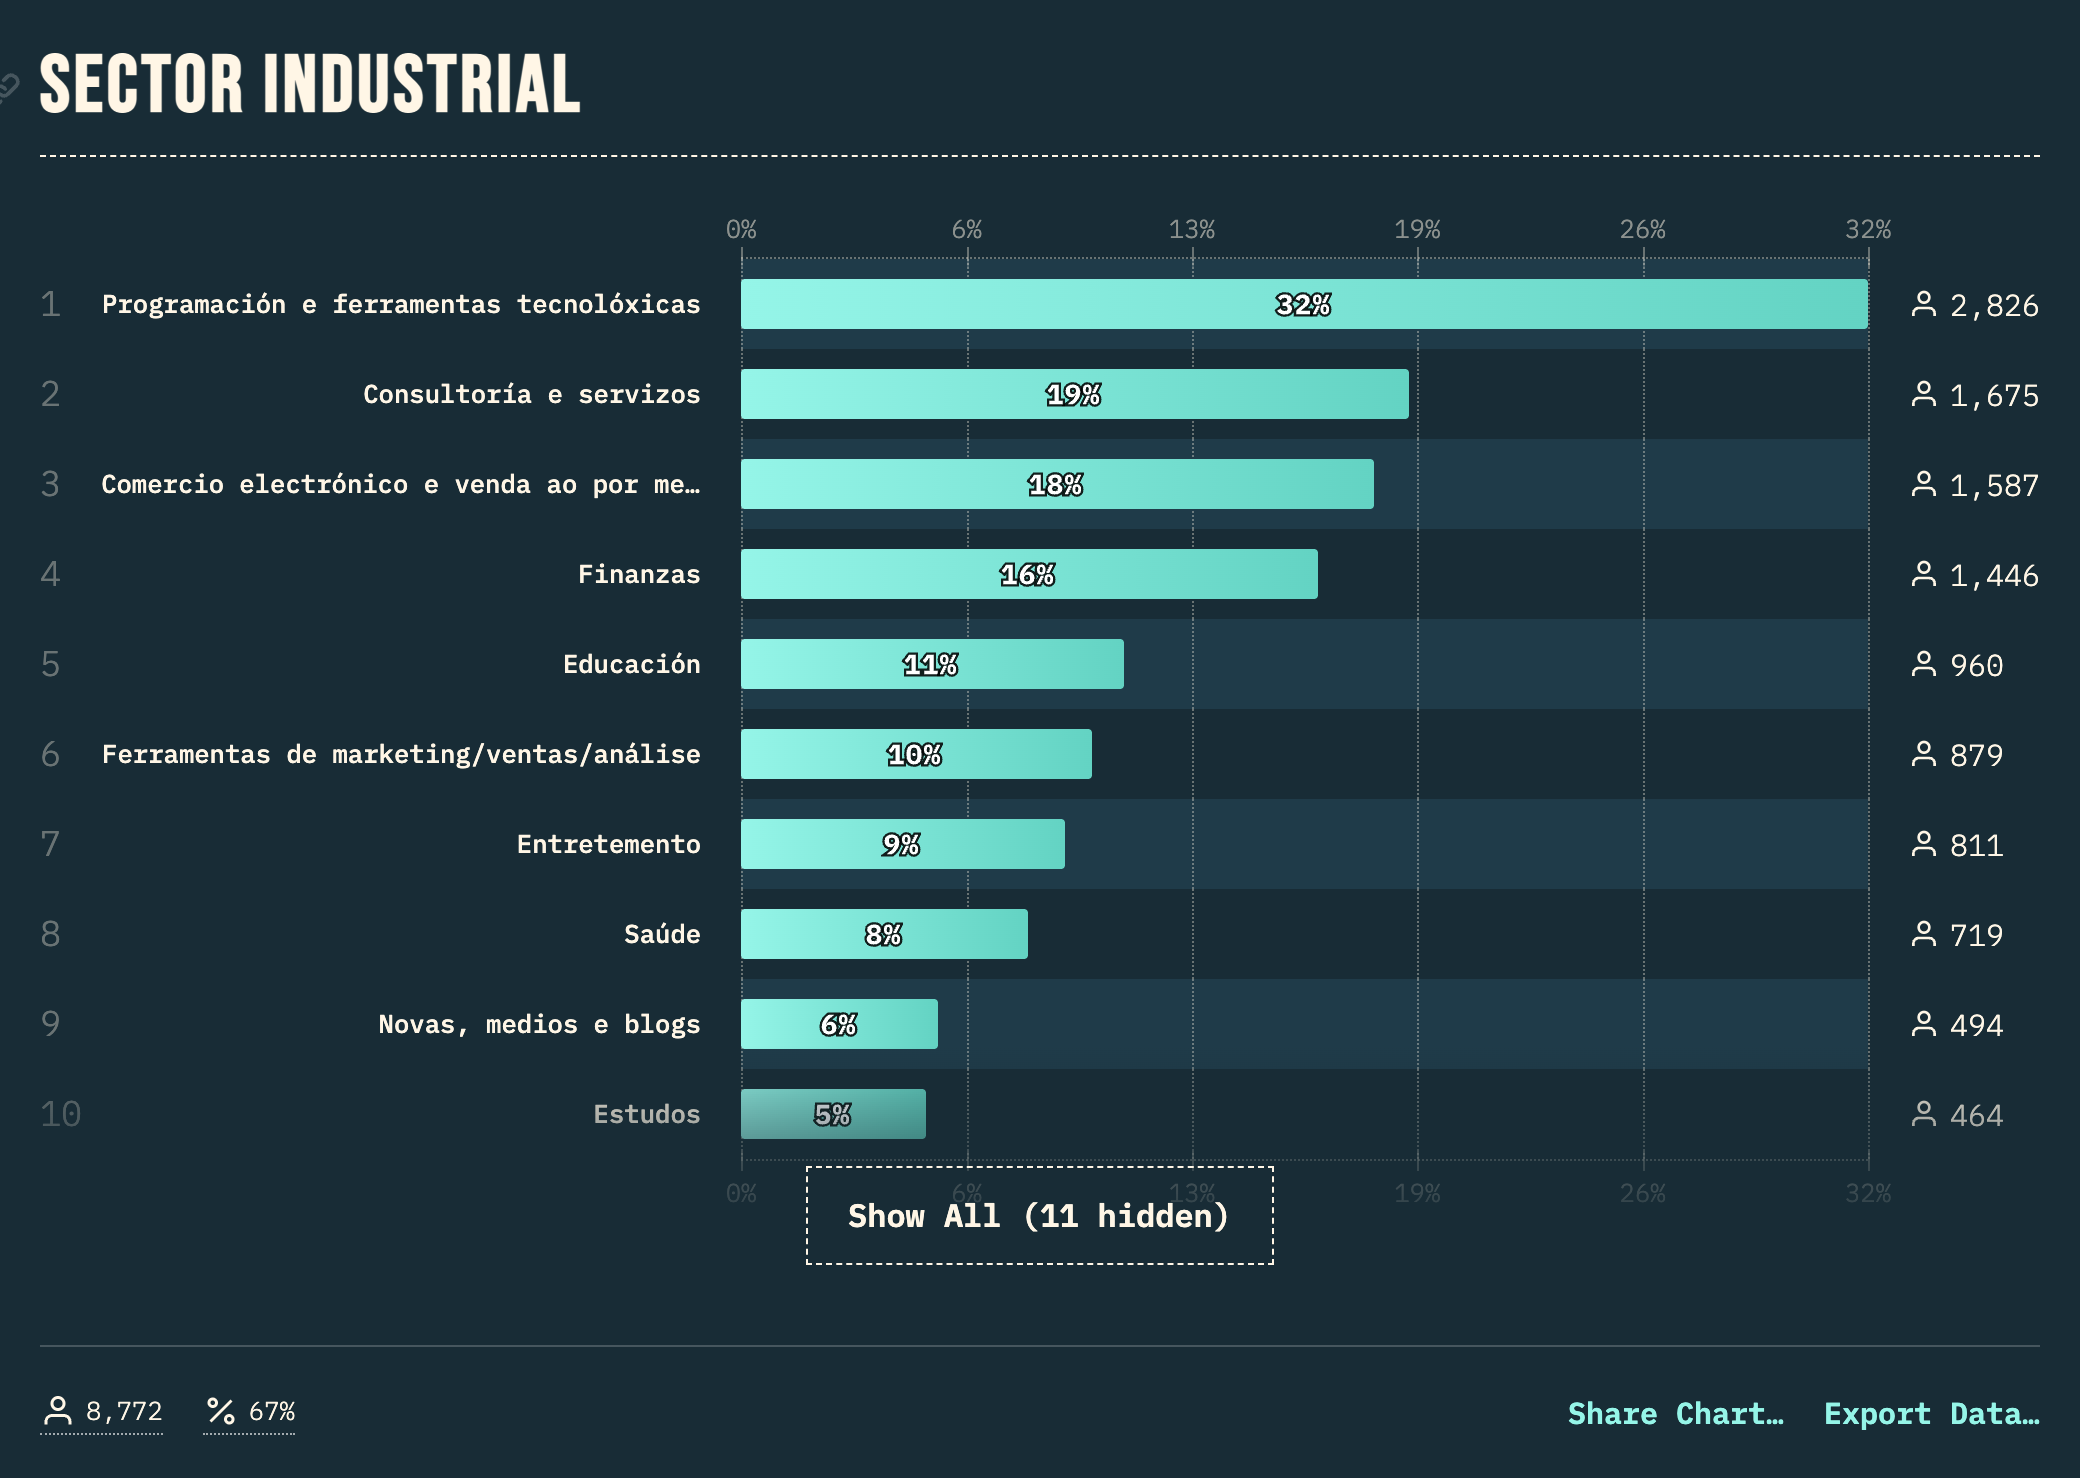 SECTOR INDUSTRIAL
0% 6% 13% 19% 26% 32%
1 Programación e ferramentas tecnolóxicas 32% 2,826
2 Consultoría e servizos 19% 1,675
3 Comercio electrónico e venda ao por me… 18% 1,587
4 Finanzas 16% 1,446
5 Educación 11% 960
6 Ferramentas de marketing/ventas/análise 10% 879
7 Entretemento 9% 811
8 Saúde 8% 719
9 Novas, medios e blogs 6% 494
10 Estudos 5% 464
0% 6% 13% 19% 26% 32%
Show All (11 hidden)
8,772 67% Share Chart… Export Data…